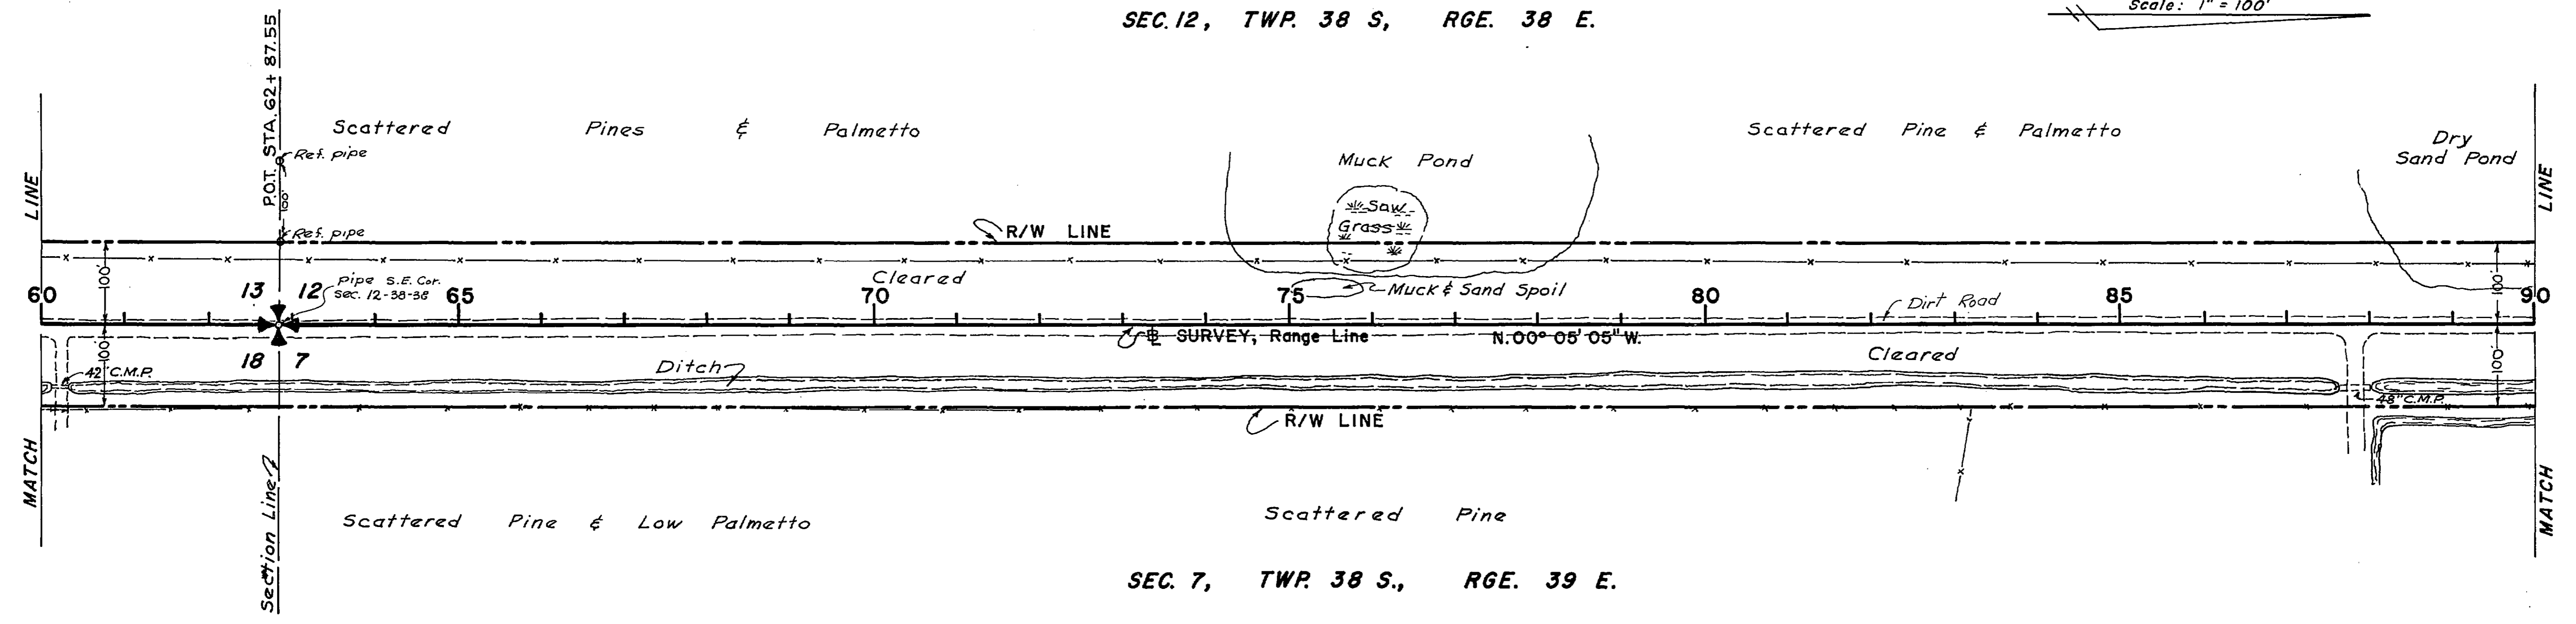 SEC. 12, TWP. 38 S, RGE. 38 E.
Scale: 1" = 100'
P.O.T. STA. 62 + 87.55
Scattered Pines & Palmetto
Scattered Pine & Palmetto
Dry
Sand Pond
Ref. pipe
100'
Muck Pond
Saw
Grass
LINE
LINE
Ref. pipe
R/W LINE
100'
100'
Cleared
13 12
Pipe S.E. Cor.
Sec. 12-38-38
Muck & Sand Spoil
60 65 70 75 80 85 90
Dirt Road
SURVEY, Range Line N. 00° 05' 05" W.
100'
100'
18 7
42" C.M.P.
Ditch
Cleared
48" C.M.P.
R/W LINE
MATCH
MATCH
Section Line
Scattered Pine & Low Palmetto
Scattered Pine
SEC. 7, TWP. 38 S., RGE. 39 E.